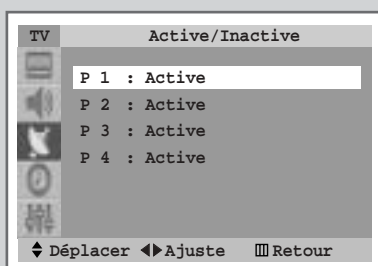 TV Active/Inactive
P 1 : Active
P 2 : Active
P 3 : Active
P 4 : Active
Déplacer Ajuste Retour